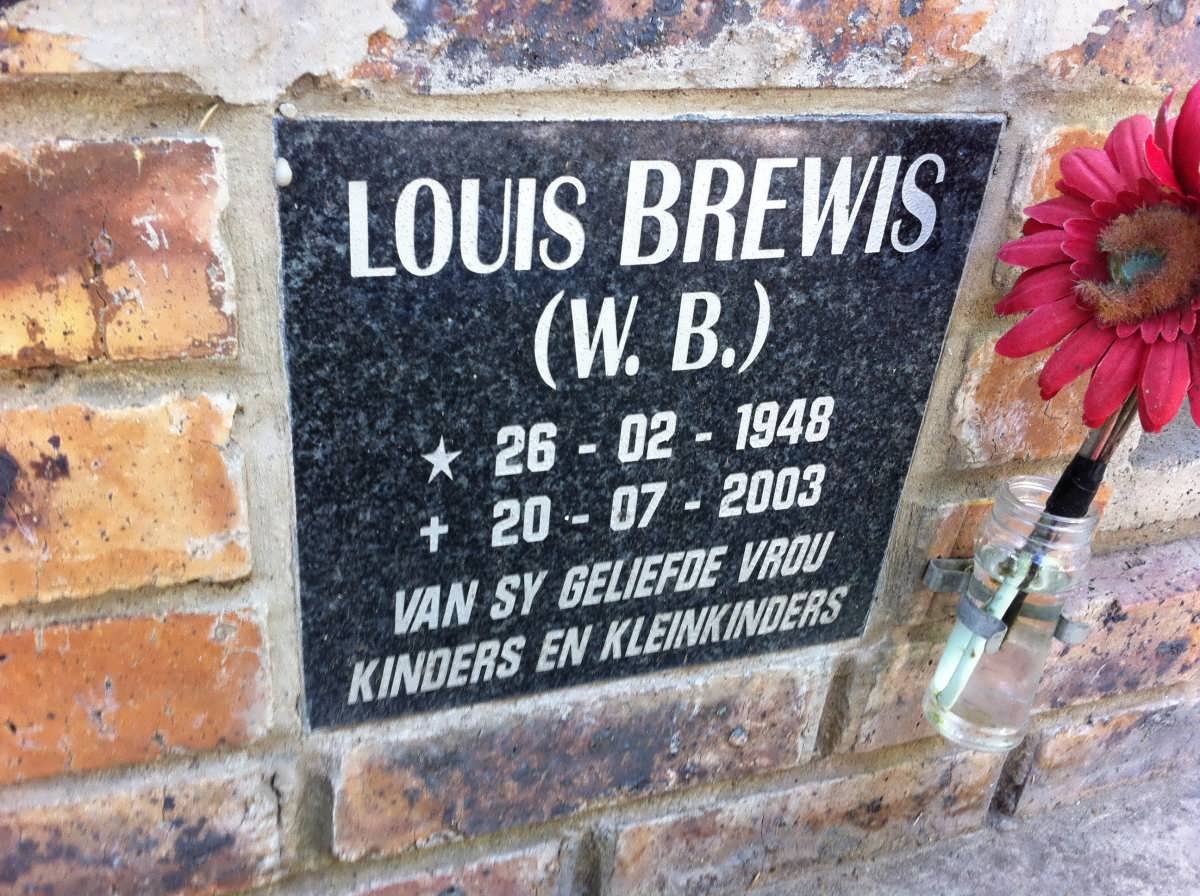 LOUIS BREWIS
(W. B.)
★ 26 - 02 - 1948
✝ 20 - 07 - 2003
VAN SY GELIEFDE VROU
KINDERS EN KLEINKINDERS